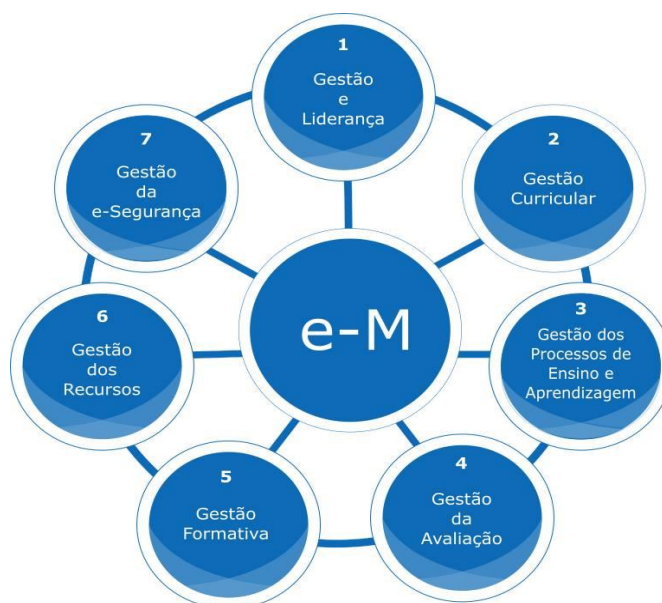 1
Gestão
e
Liderança
2
Gestão
Curricular
3
Gestão dos
Processos de
Ensino e
Aprendizagem
4
Gestão
da
Avaliação
5
Gestão
Formativa
6
Gestão
dos
Recursos
7
Gestão
da
e-Segurança
e-M